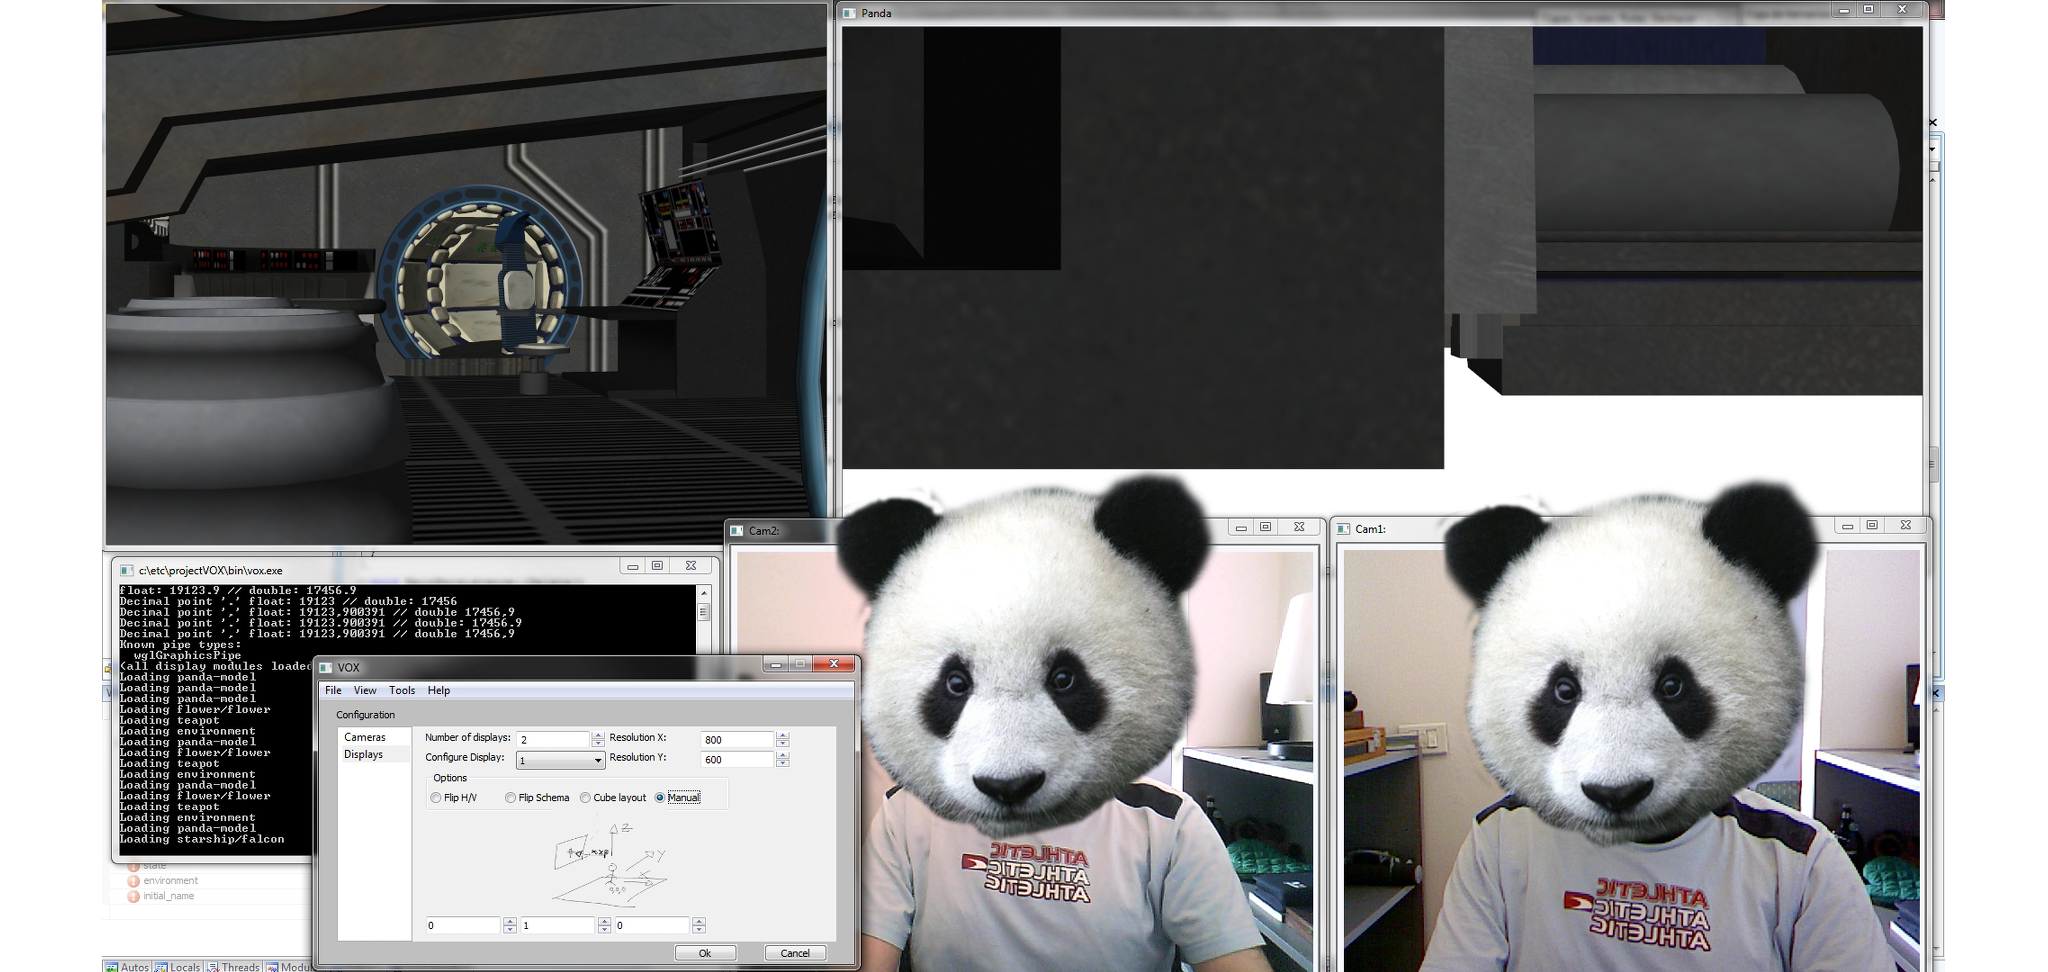 Panda
Cam2:
Cam1:
c:\etc\projectVOX\bin\vox.exe
float: 19123.9 // double: 17456.9
Decimal point '.' float: 19123 // double: 17456
Decimal point ',' float: 19123,900391 // double 17456,9
Decimal point '.' float: 19123.900391 // double: 17456.9
Decimal point ',' float: 19123,900391 // double 17456,9
Known pipe types:
wglGraphicsPipe
(all display modules loaded
Loading panda-model
Loading panda-model
Loading panda-model
Loading flower/flower
Loading teapot
Loading environment
Loading panda-model
Loading flower/flower
Loading teapot
Loading environment
Loading panda-model
Loading flower/flower
Loading teapot
Loading environment
Loading panda-model
Loading starship/falcon
state
environment
initial_name
Autos Locals Threads Modu
VOX
File View Tools Help
Configuration
Cameras
Displays
Number of displays: 2 Resolution X: 800
Configure Display: 1 Resolution Y: 600
Options
Flip H/V Flip Schema Cube layout Manual
Z
Y
X
0 1 0
Ok Cancel
ATHLETIC
ATHLETIC
ATHLETIC
ATHLETIC
ATHLETIC
ATHLETIC